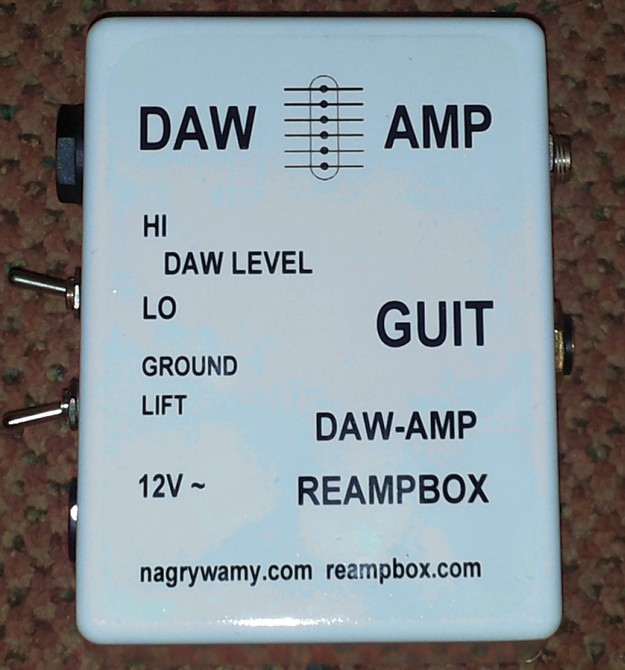 DAW AMP
HI
DAW LEVEL
LO
GUIT
GROUND
LIFT
DAW-AMP
12V ~ REAMPBOX
nagrywamy.com reampbox.com